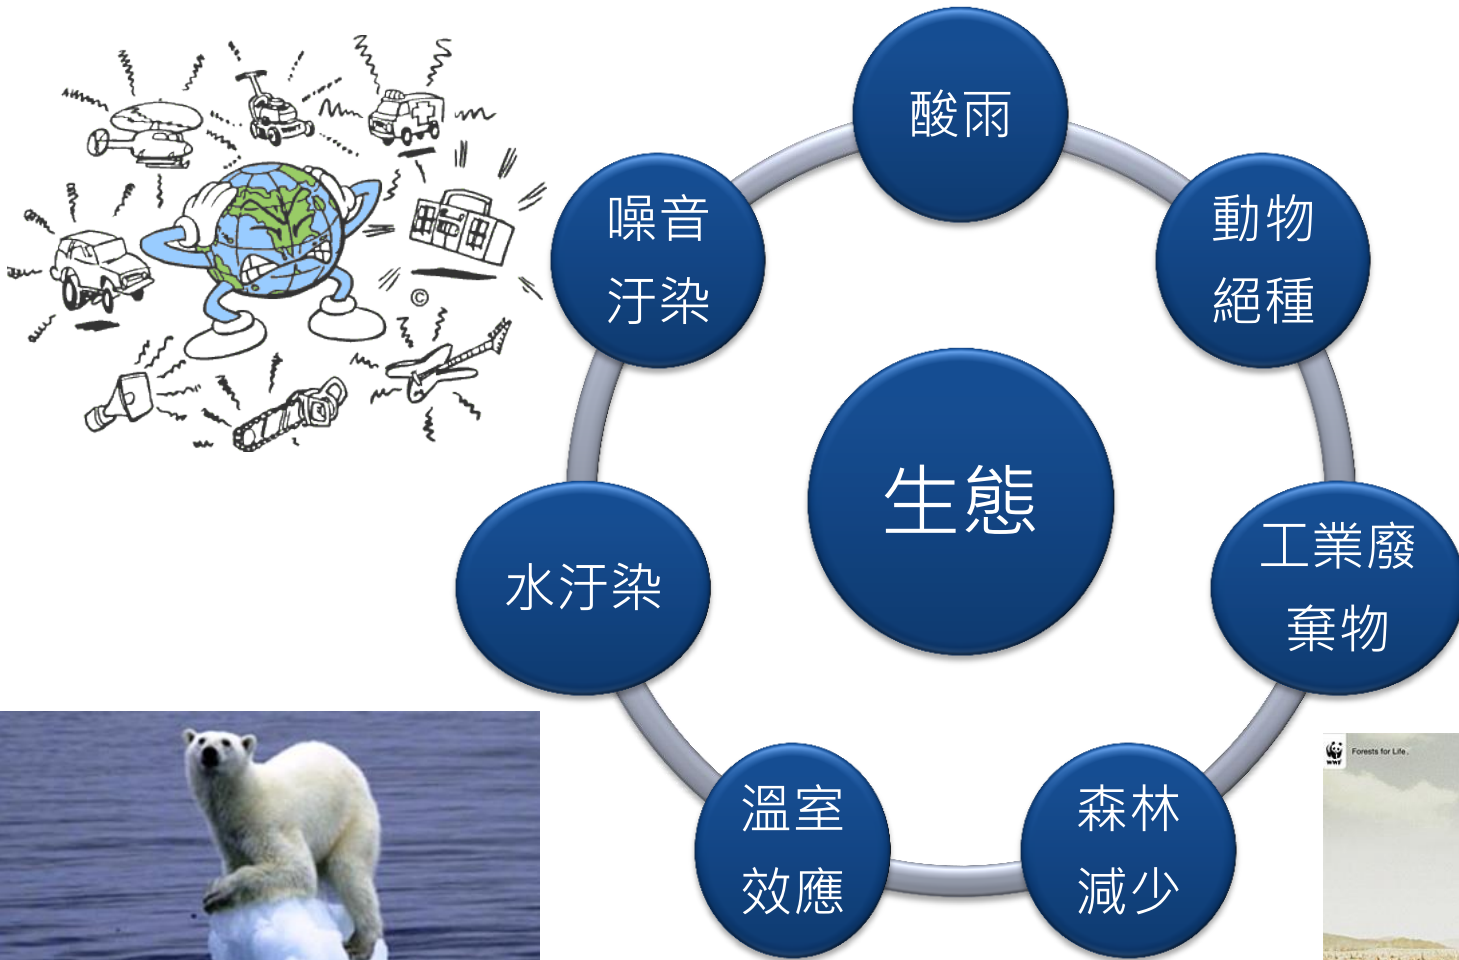 酸雨
動物
絕種
工業廢
棄物
森林
減少
溫室
效應
水汙染
噪音
汙染
生態
©
WWF
Forests for Life.